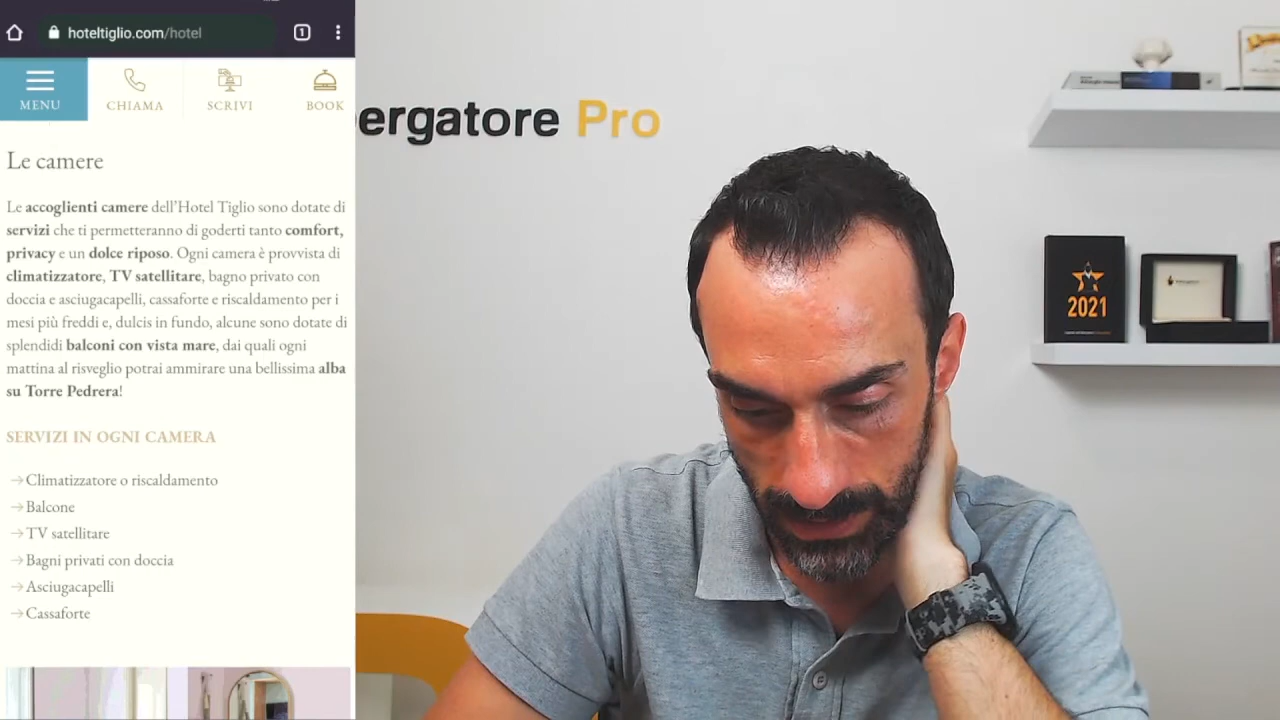 hoteltiglio.com/hotel
1
MENU
CHIAMA
SCRIVI
BOOK
Le camere
Le accoglienti camere dell'Hotel Tiglio sono dotate di
servizi che ti permetteranno di goderti tanto comfort,
privacy e un dolce riposo. Ogni camera è provvista di
climatizzatore, TV satellitare, bagno privato con
doccia e asciugacapelli, cassaforte e riscaldamento per i
mesi più freddi e, dulcis in fundo, alcune sono dotate di
splendidi balconi con vista mare, dai quali ogni
mattina al risveglio potrai ammirare una bellissima alba
su Torre Pedrera!
SERVIZI IN OGNI CAMERA
→Climatizzatore o riscaldamento
→Balcone
→TV satellitare
→Bagni privati con doccia
→Asciugacapelli
→Cassaforte
bergatore Pro
2021